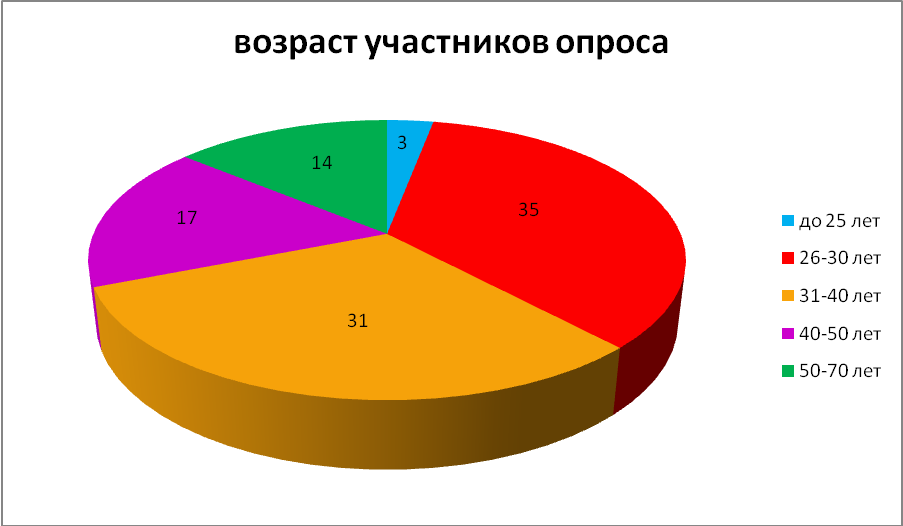 возраст участников опроса
3
14
35
17
31
до 25 лет
26-30 лет
31-40 лет
40-50 лет
50-70 лет